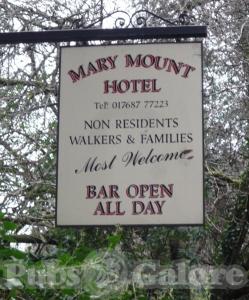 MARY MOUNT
HOTEL
Tel: 017687 77223
NON RESIDENTS
WALKERS & FAMILIES
Most Welcome
BAR OPEN
ALL DAY
Pubs Galore